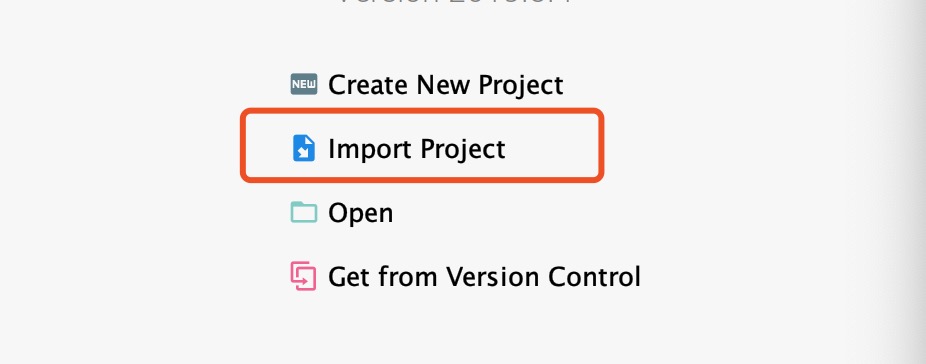 NEW
Create New Project
Import Project
Open
Get from Version Control